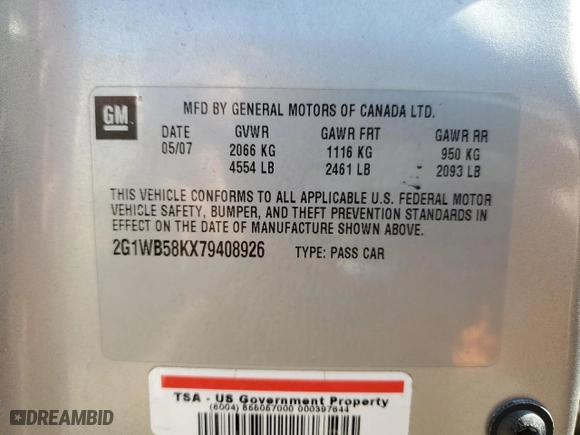 GM
MFD BY GENERAL MOTORS OF CANADA LTD.
DATE GVWR GAWR FRT GAWR RR
05/07 2066 KG 1116 KG 950 KG
4554 LB 2461 LB 2093 LB
THIS VEHICLE CONFORMS TO ALL APPLICABLE U.S. FEDERAL MOTOR
VEHICLE SAFETY, BUMPER, AND THEFT PREVENTION STANDARDS IN
EFFECT ON THE DATE OF MANUFACTURE SHOWN ABOVE.
2G1WB58KX79408926 TYPE: PASS CAR
TSA - US Government Property
(6004) 000397644
DREAMBID